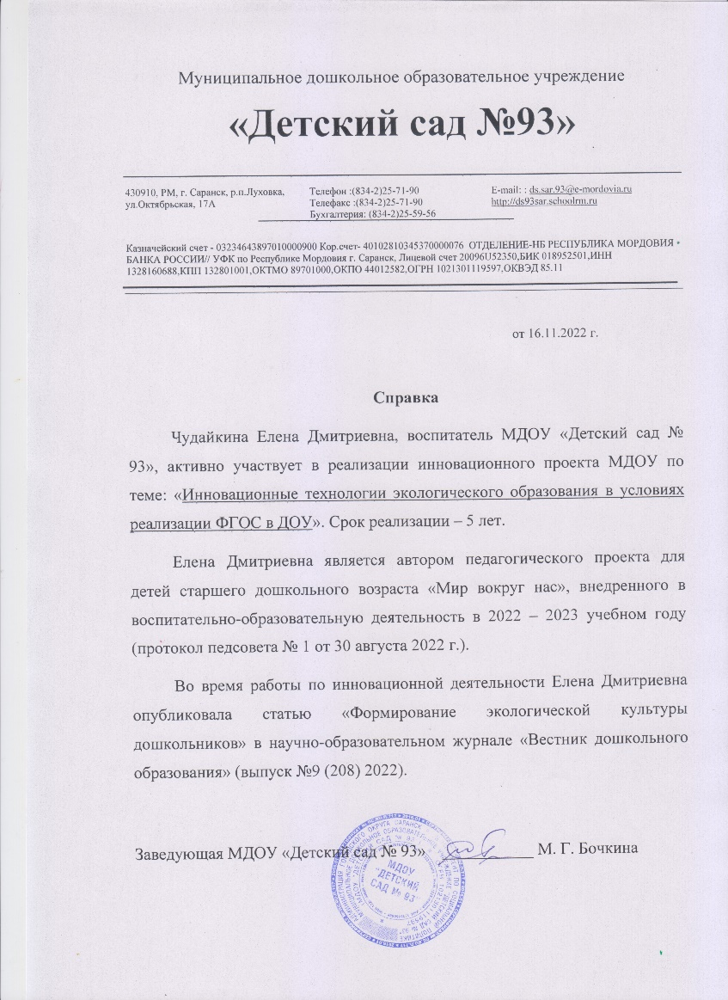 Муниципальное дошкольное образовательное учреждение
«Детский сад №93»
430910, РМ, г. Саранск, р.п.Луховка,
ул.Октябрьская, 17А
Телефон :(834-2)25-71-90
Телефакс :(834-2)25-71-90
Бухгалтерия: (834-2)25-59-56
E-mail: : ds.sar.93@e-mordovia.ru
http://ds93sar.schoolrm.ru
Казначейский счет - 03234643897010000900 Кор.счет- 40102810345370000076 ОТДЕЛЕНИЕ-НБ РЕСПУБЛИКА МОРДОВИЯ
БАНКА РОССИИ// УФК по Республике Мордовия г. Саранск, Лицевой счет 20096U52350,БИК 018952501,ИНН
1328160688,КПП 132801001,ОКТМО 89701000,ОКПО 44012582,ОГРН 1021301119597,ОКВЭД 85.11
от 16.11.2022 г.
Справка
Чудайкина Елена Дмитриевна, воспитатель МДОУ «Детский сад №
93», активно участвует в реализации инновационного проекта МДОУ по
теме: «Инновационные технологии экологического образования в условиях
реализации ФГОС в ДОУ». Срок реализации – 5 лет.
Елена Дмитриевна является автором педагогического проекта для
детей старшего дошкольного возраста «Мир вокруг нас», внедренного в
воспитательно-образовательную деятельность в 2022 – 2023 учебном году
(протокол педсовета № 1 от 30 августа 2022 г.).
Во время работы по инновационной деятельности Елена Дмитриевна
опубликовала статью «Формирование экологической культуры
дошкольников» в научно-образовательном журнале «Вестник дошкольного
образования» (выпуск №9 (208) 2022).
Заведующая МДОУ «Детский сад № 93» ____________ М. Г. Бочкина
МДОУ
"ДЕТСКИЙ
САД № 93"